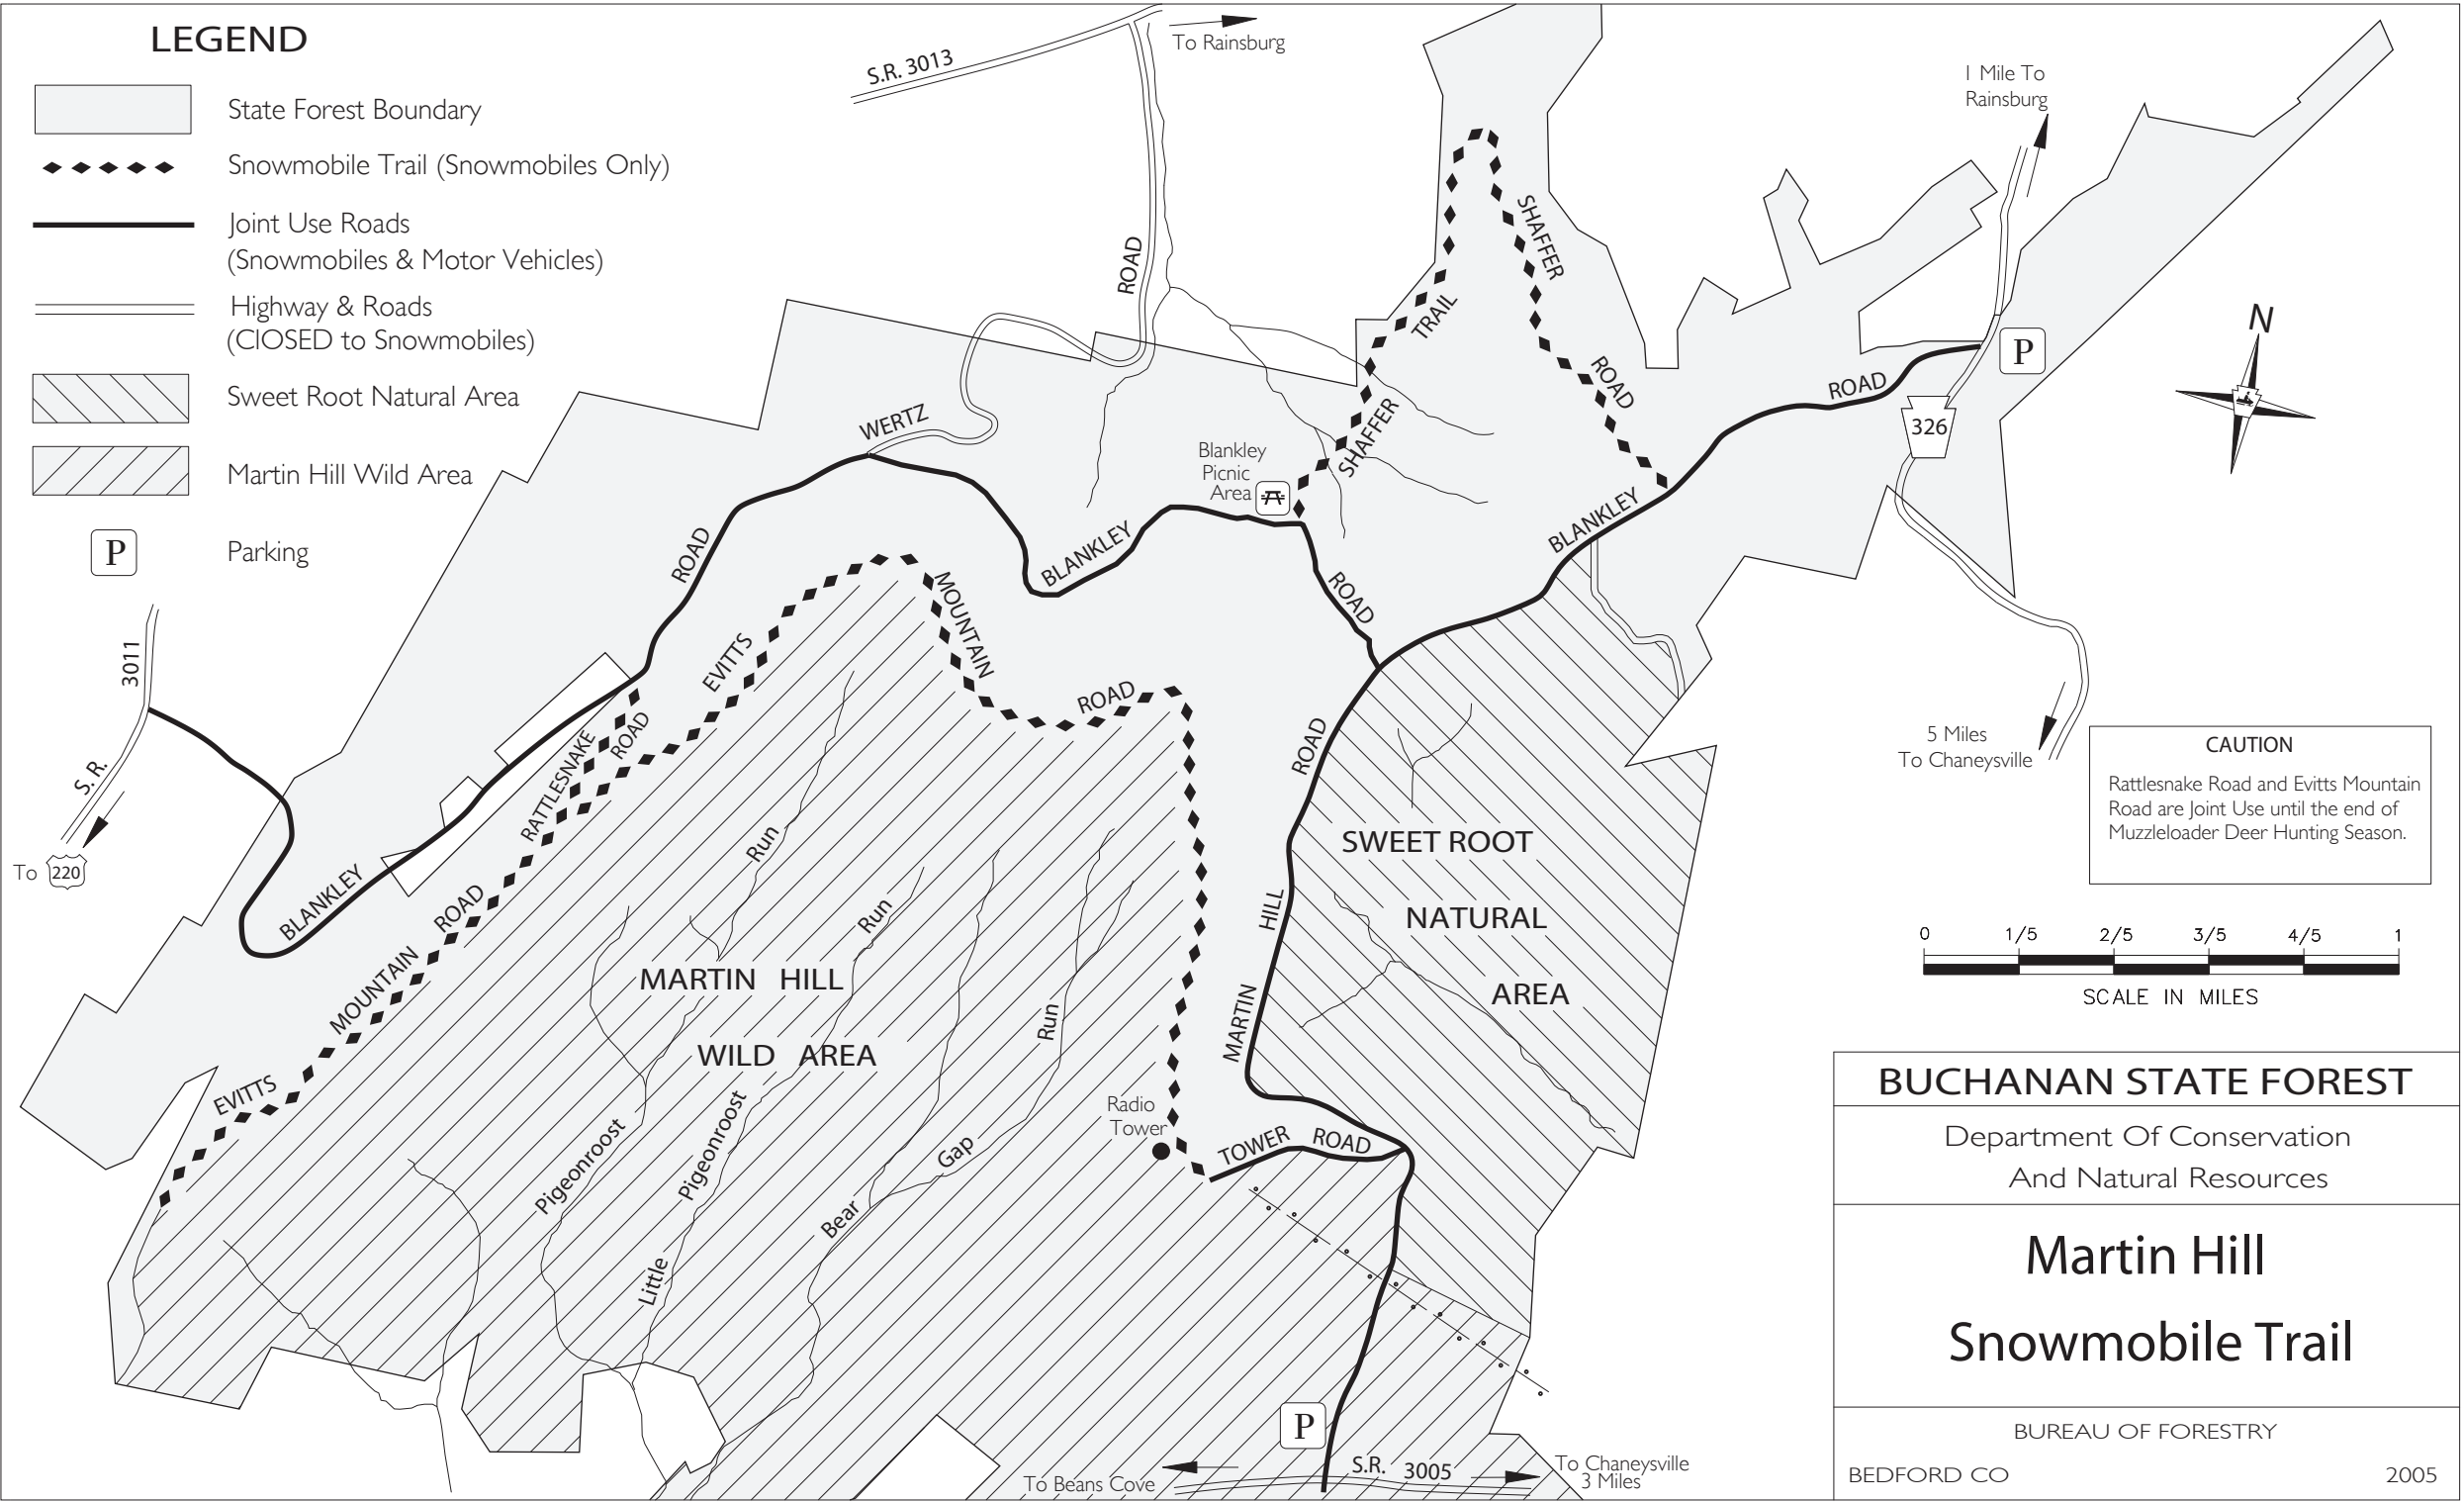 LEGEND
State Forest Boundary
Snowmobile Trail (Snowmobiles Only)
Joint Use Roads
(Snowmobiles & Motor Vehicles)
Highway & Roads
(ClOSED to Snowmobiles)
Sweet Root Natural Area
Martin Hill Wild Area
P
Parking
S.R. 3013
To Rainsburg
ROAD
WERTZ
1 Mile To
Rainsburg
SHAFFER
ROAD
TRAIL
SHAFFER
Blankley
Picnic
Area
ROAD
P
326
N
BLANKLEY
ROAD
BLANKLEY
ROAD
3011
S. R.
To 220
BLANKLEY
RATTLESNAKE
ROAD
EVITTS
MOUNTAIN
ROAD
EVITTS
MOUNTAIN
ROAD
Run
Run
Run
MARTIN HILL
WILD AREA
Pigeonroost
Little
Pigeonroost
Bear
Gap
Radio
Tower
TOWER ROAD
MARTIN
HILL
ROAD
SWEET ROOT
NATURAL
AREA
5 Miles
To Chaneysville
CAUTION
Rattlesnake Road and Evitts Mountain
Road are Joint Use until the end of
Muzzleloader Deer Hunting Season.
0 1/5 2/5 3/5 4/5 1
SCALE IN MILES
P
To Beans Cove
S.R. 3005
To Chaneysville
3 Miles
BUCHANAN STATE FOREST
Department Of Conservation
And Natural Resources
Martin Hill
Snowmobile Trail
BUREAU OF FORESTRY
BEDFORD CO 2005